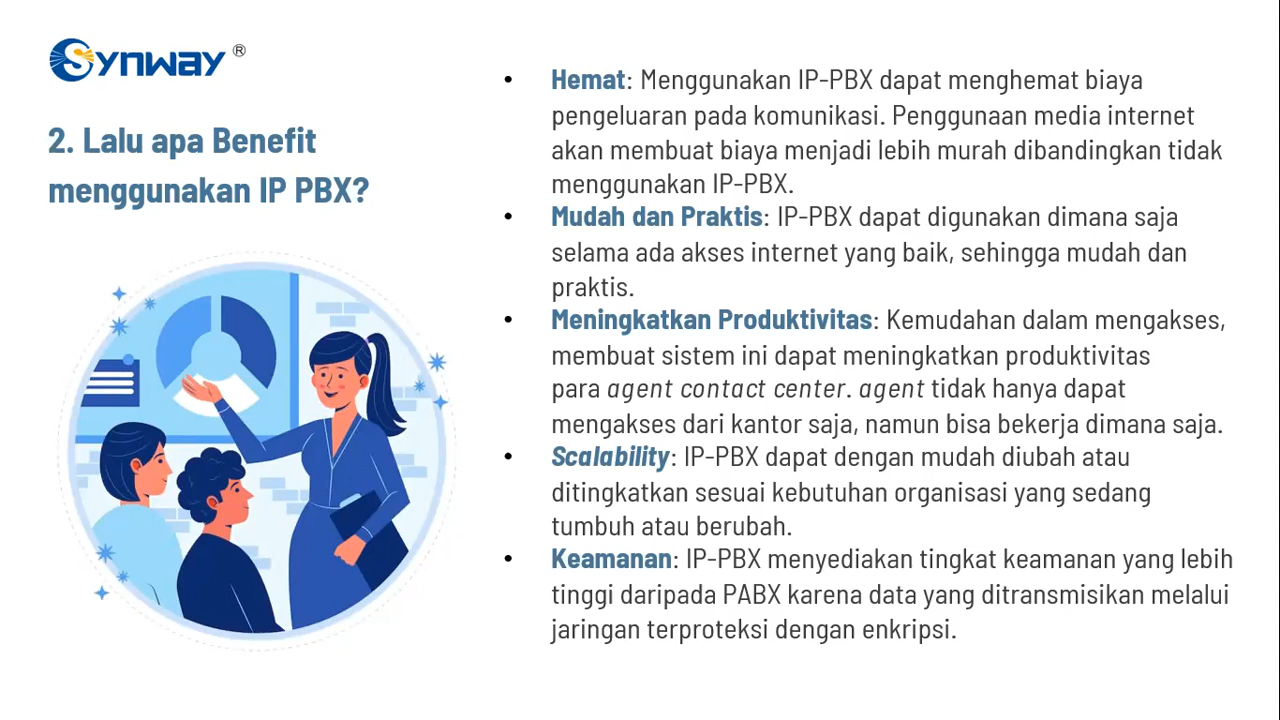 Synway ®
2. Lalu apa Benefit
menggunakan IP PBX?
• Hemat: Menggunakan IP-PBX dapat menghemat biaya
pengeluaran pada komunikasi. Penggunaan media internet
akan membuat biaya menjadi lebih murah dibandingkan tidak
menggunakan IP-PBX.
• Mudah dan Praktis: IP-PBX dapat digunakan dimana saja
selama ada akses internet yang baik, sehingga mudah dan
praktis.
• Meningkatkan Produktivitas: Kemudahan dalam mengakses,
membuat sistem ini dapat meningkatkan produktivitas
para agent contact center. agent tidak hanya dapat
mengakses dari kantor saja, namun bisa bekerja dimana saja.
• Scalability: IP-PBX dapat dengan mudah diubah atau
ditingkatkan sesuai kebutuhan organisasi yang sedang
tumbuh atau berubah.
• Keamanan: IP-PBX menyediakan tingkat keamanan yang lebih
tinggi daripada PABX karena data yang ditransmisikan melalui
jaringan terproteksi dengan enkripsi.